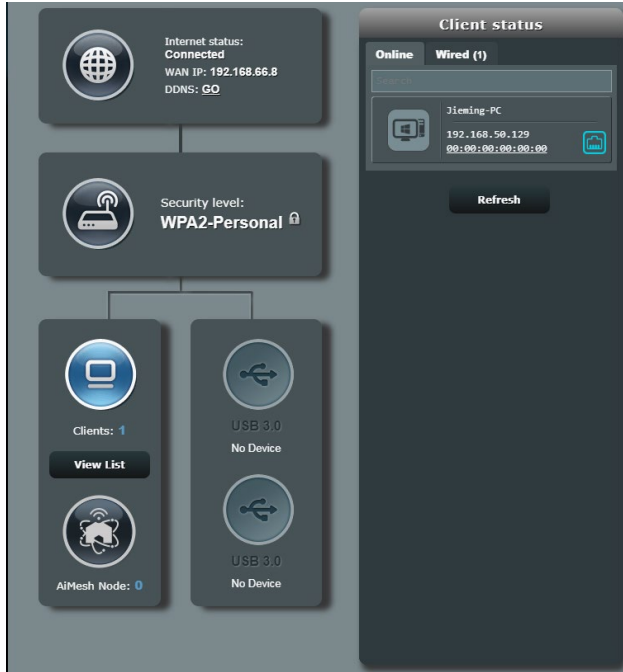 Internet status:
Connected
WAN IP: 192.168.66.8
DDNS: GO
Security level:
WPA2-Personal
Clients: 1
View List
AiMesh Node: 0
USB 3.0
No Device
USB 3.0
No Device
Client status
Online Wired (1)
Search
Jieming-PC
192.168.50.129
00:00:00:00:00:00
Refresh